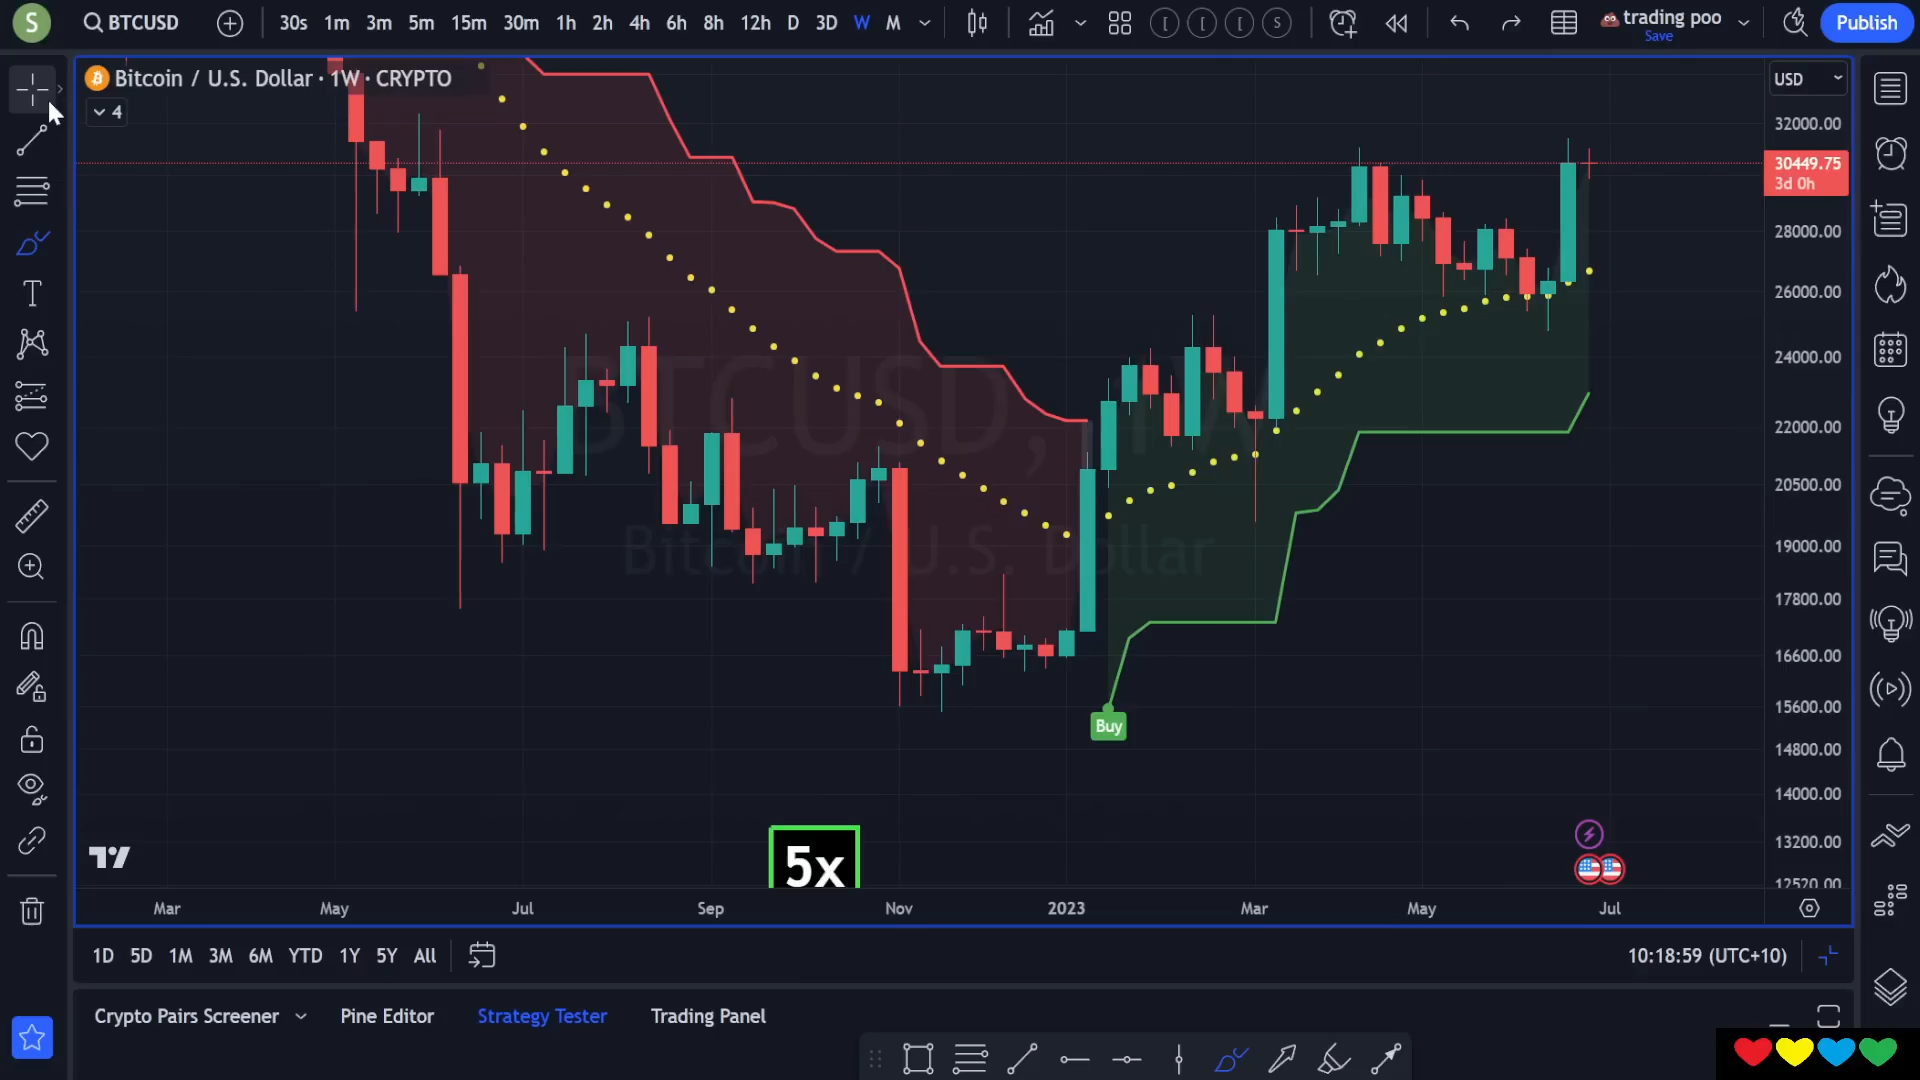 S
BTCUSD
30s 1m 3m 5m 15m 30m 1h 2h 4h 6h 8h 12h D 3D W M
S
trading poo
Save
Publish
Bitcoin / U.S. Dollar · 1W · CRYPTO
4
USD
32000.00
30449.75
3d 0h
28000.00
26000.00
24000.00
22000.00
20500.00
19000.00
17800.00
16600.00
15600.00
14800.00
14000.00
13200.00
12520.00
BTCUSD, 1W
Bitcoin / U.S. Dollar
Buy
5x
Mar May Jul Sep Nov 2023 Mar May Jul
1D 5D 1M 3M 6M YTD 1Y 5Y All
10:18:59 (UTC+10)
Crypto Pairs Screener Pine Editor Strategy Tester Trading Panel